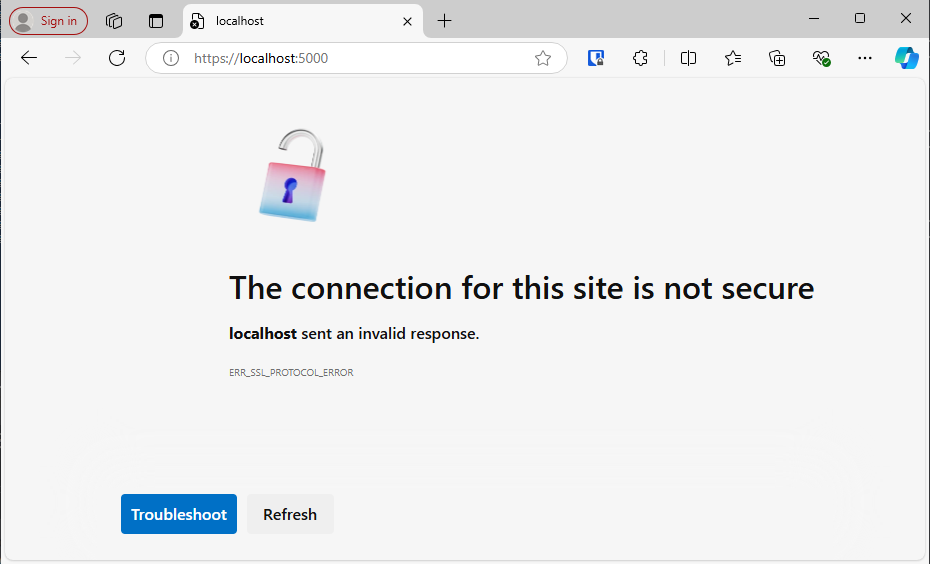 Sign in
localhost
https://localhost:5000
The connection for this site is not secure
localhost sent an invalid response.
ERR_SSL_PROTOCOL_ERROR
Troubleshoot
Refresh